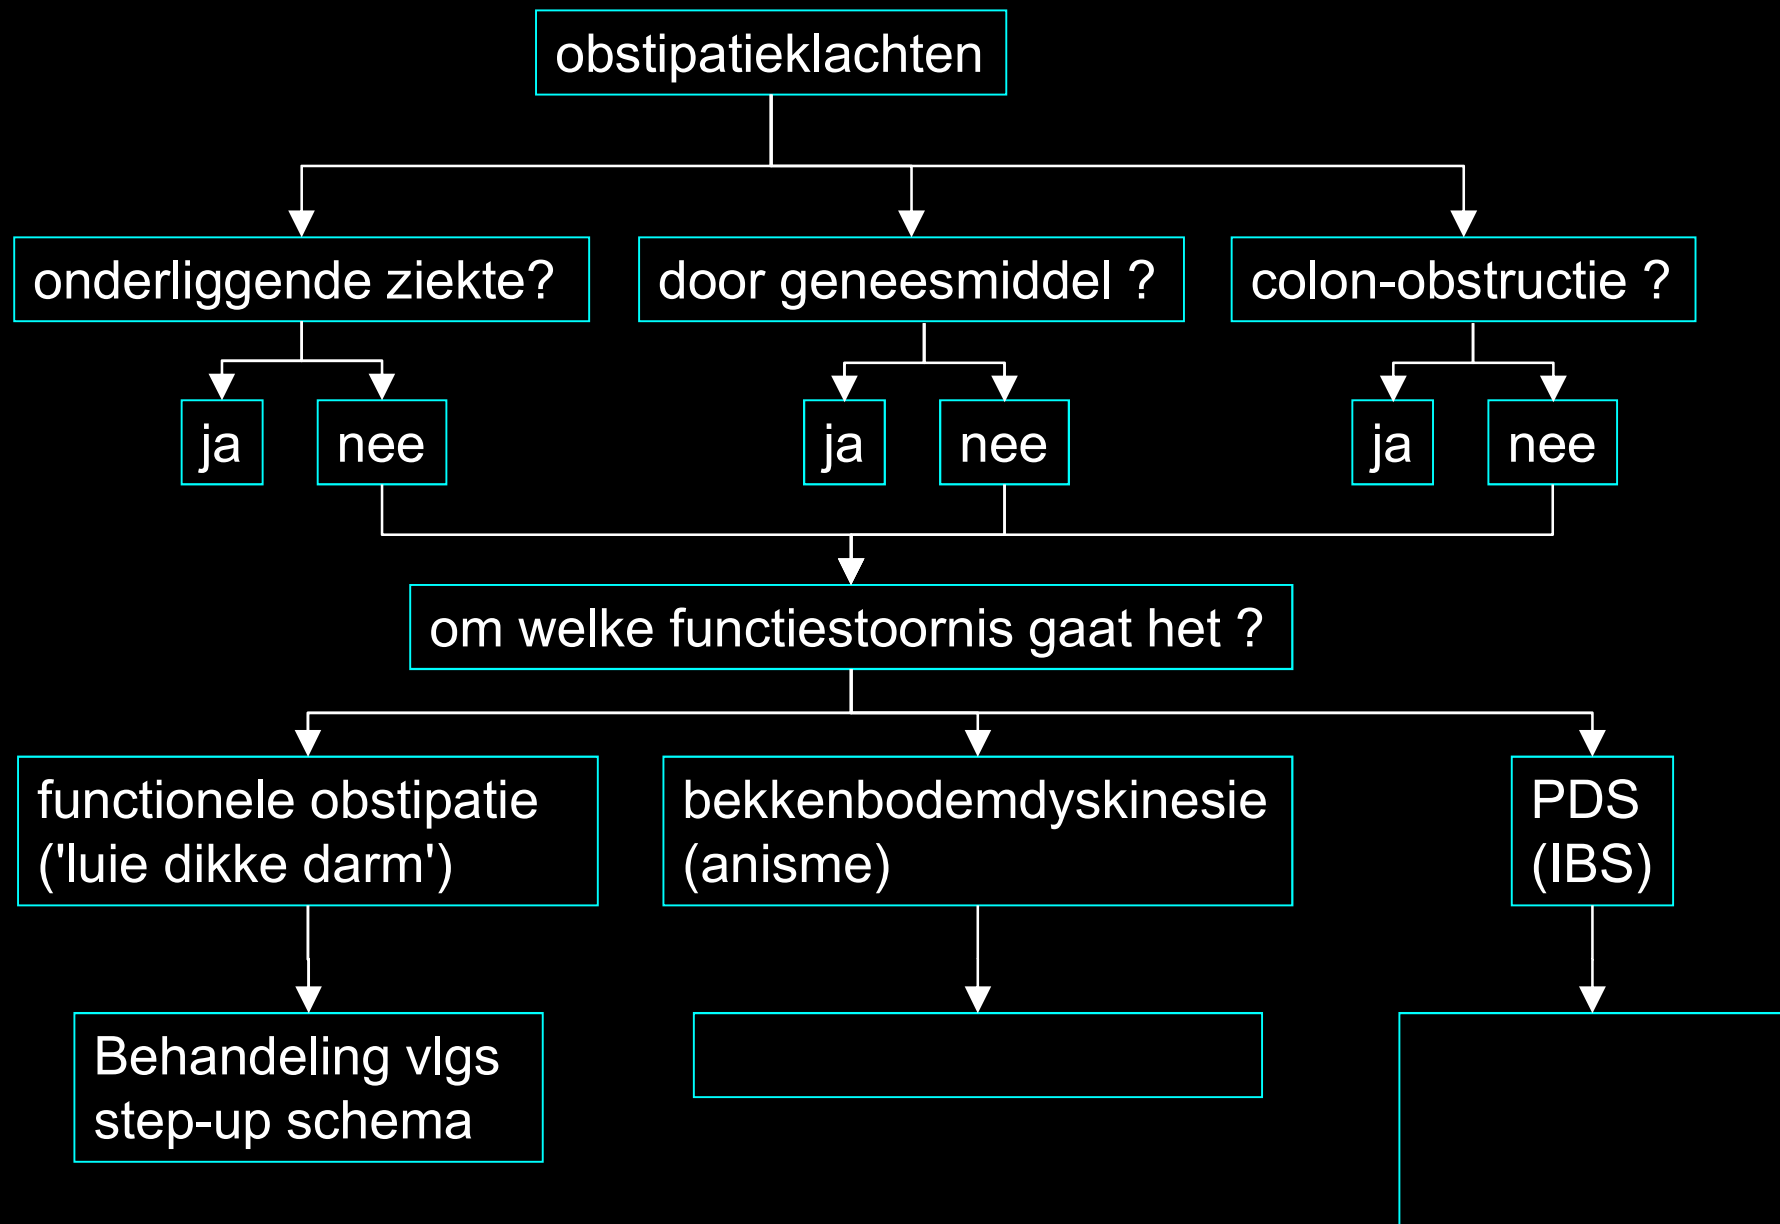 obstipatieklachten
onderliggende ziekte?
door geneesmiddel ?
colon-obstructie ?
ja
nee
ja
nee
ja
nee
om welke functiestoornis gaat het ?
functionele obstipatie
('luie dikke darm')
bekkenbodemdyskinesie
(anisme)
PDS
(IBS)
Behandeling vlgs
step-up schema